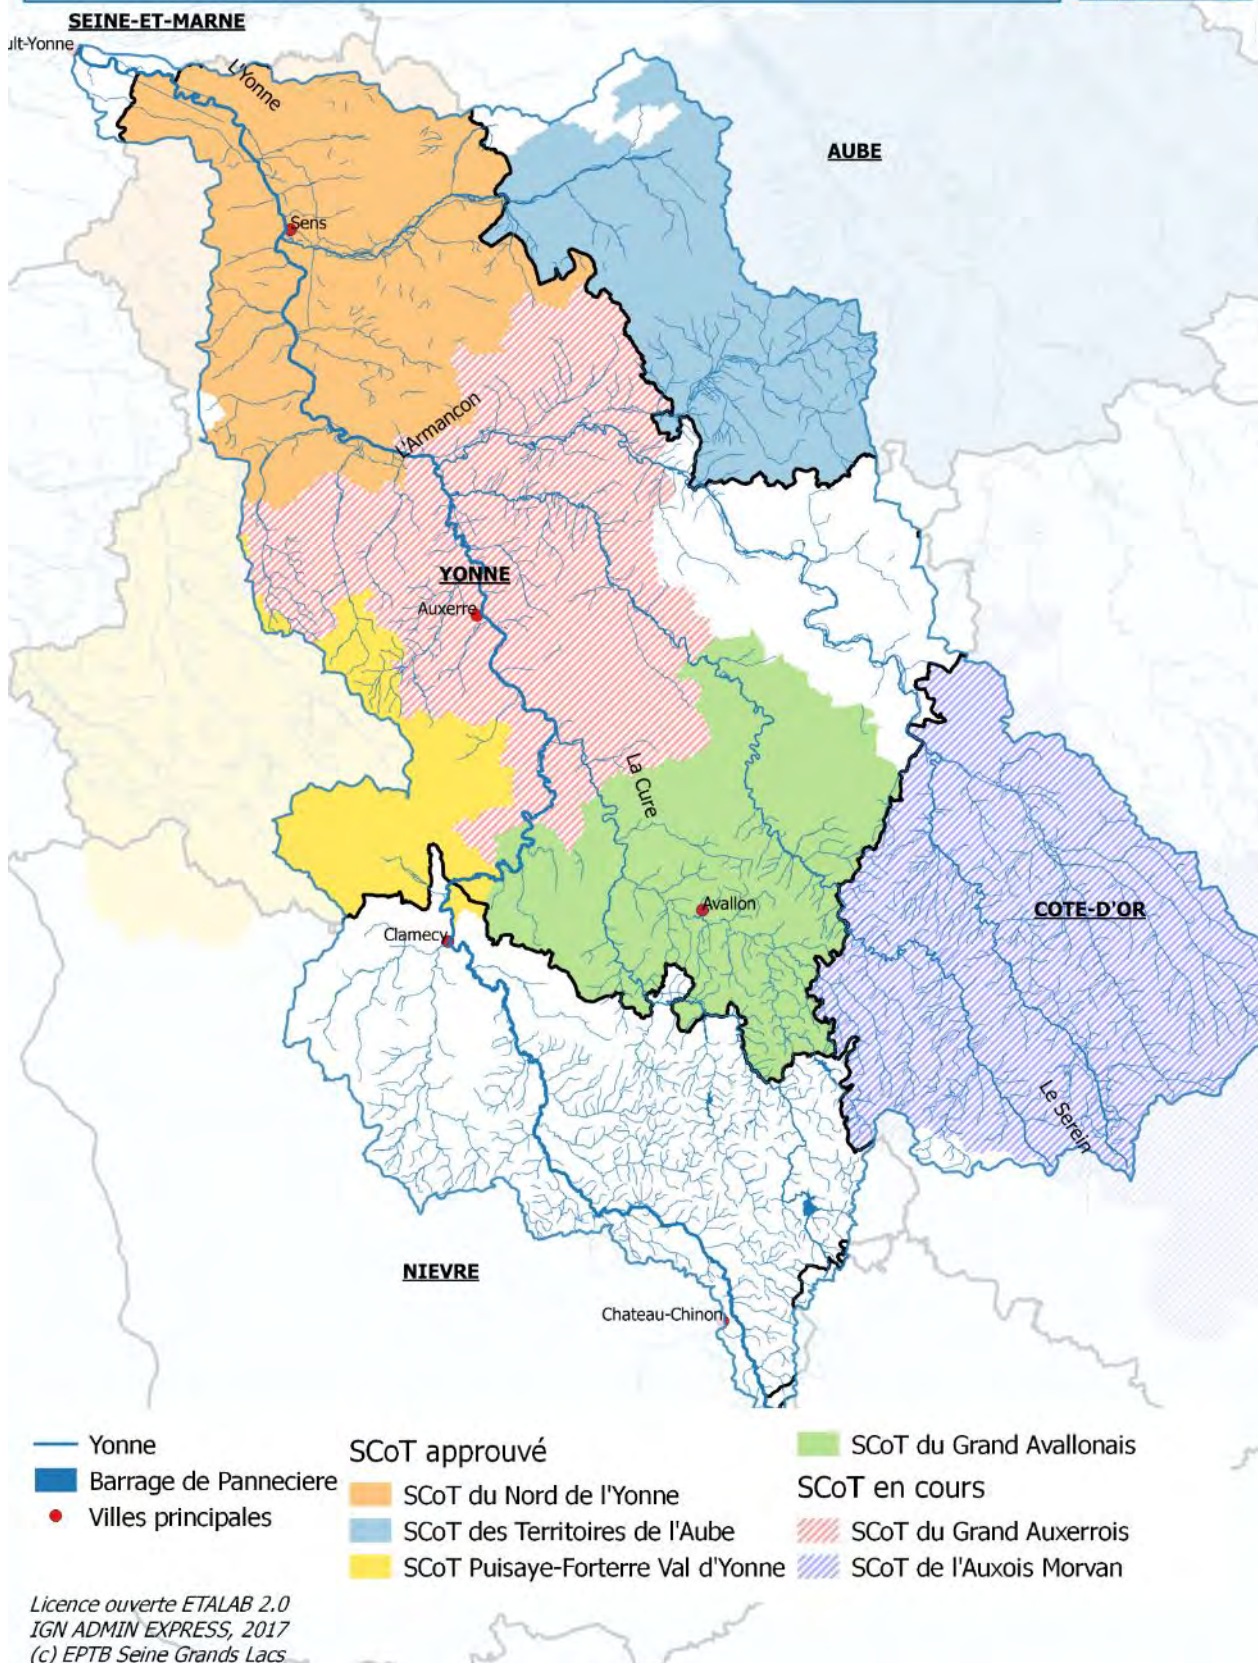 SEINE-ET-MARNE
ult-Yonne
L'Yonne
AUBE
Sens
L'Armancon
YONNE
Auxerre
La Cure
Avallon
COTE-D'OR
Clamecy
Le Serein
NIEVRE
Chateau-Chinon
Yonne
Barrage de Panneciere
Villes principales
SCoT approuvé
SCoT du Nord de l'Yonne
SCoT des Territoires de l'Aube
SCoT Puisaye-Forterre Val d'Yonne
SCoT du Grand Avallonais
SCoT en cours
SCoT du Grand Auxerrois
SCoT de l'Auxois Morvan
Licence ouverte ETALAB 2.0
IGN ADMIN EXPRESS, 2017
(c) EPTB Seine Grands Lacs